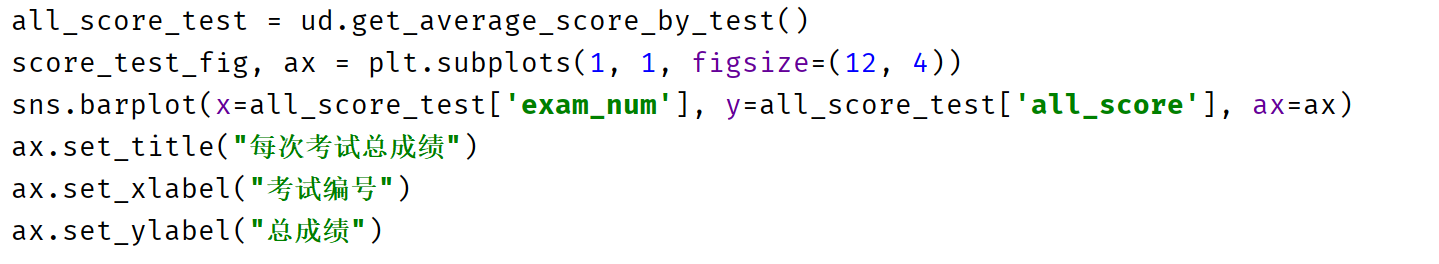 all_score_test = ud.get_average_score_by_test()
score_test_fig, ax = plt.subplots(1, 1, figsize=(12, 4))
sns.barplot(x=all_score_test['exam_num'], y=all_score_test['all_score'], ax=ax)
ax.set_title("每次考试总成绩")
ax.set_xlabel("考试编号")
ax.set_ylabel("总成绩")